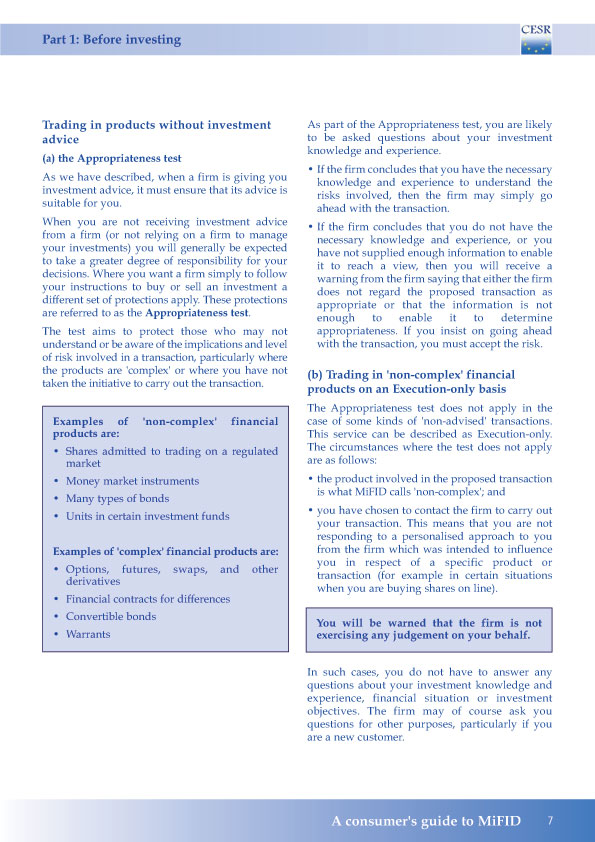 Part 1: Before investing
CESR
Trading in products without investment
advice
(a) the Appropriateness test
As we have described, when a firm is giving you
investment advice, it must ensure that its advice is
suitable for you.
When you are not receiving investment advice
from a firm (or not relying on a firm to manage
your investments) you will generally be expected
to take a greater degree of responsibility for your
decisions. Where you want a firm simply to follow
your instructions to buy or sell an investment a
different set of protections apply. These protections
are referred to as the Appropriateness test.
The test aims to protect those who may not
understand or be aware of the implications and level
of risk involved in a transaction, particularly where
the products are 'complex' or where you have not
taken the initiative to carry out the transaction.
Examples of 'non-complex' financial
products are:
• Shares admitted to trading on a regulated
market
• Money market instruments
• Many types of bonds
• Units in certain investment funds
Examples of 'complex' financial products are:
• Options, futures, swaps, and other
derivatives
• Financial contracts for differences
• Convertible bonds
• Warrants
As part of the Appropriateness test, you are likely
to be asked questions about your investment
knowledge and experience.
• If the firm concludes that you have the necessary
knowledge and experience to understand the
risks involved, then the firm may simply go
ahead with the transaction.
• If the firm concludes that you do not have the
necessary knowledge and experience, or you
have not supplied enough information to enable
it to reach a view, then you will receive a
warning from the firm saying that either the firm
does not regard the proposed transaction as
appropriate or that the information is not
enough to enable it to determine
appropriateness. If you insist on going ahead
with the transaction, you must accept the risk.
(b) Trading in 'non-complex' financial
products on an Execution-only basis
The Appropriateness test does not apply in the
case of some kinds of 'non-advised' transactions.
This service can be described as Execution-only.
The circumstances where the test does not apply
are as follows:
• the product involved in the proposed transaction
is what MiFID calls 'non-complex'; and
• you have chosen to contact the firm to carry out
your transaction. This means that you are not
responding to a personalised approach to you
from the firm which was intended to influence
you in respect of a specific product or
transaction (for example in certain situations
when you are buying shares on line).
You will be warned that the firm is not
exercising any judgement on your behalf.
In such cases, you do not have to answer any
questions about your investment knowledge and
experience, financial situation or investment
objectives. The firm may of course ask you
questions for other purposes, particularly if you
are a new customer.
A consumer's guide to MiFID 7